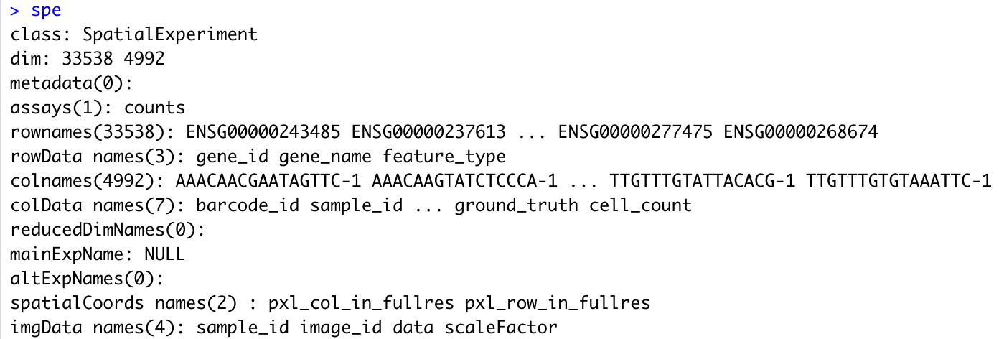 > spe
class: SpatialExperiment
dim: 33538 4992
metadata(0):
assays(1): counts
rownames(33538): ENSG00000243485 ENSG00000237613 ... ENSG00000277475 ENSG00000268674
rowData names(3): gene_id gene_name feature_type
colnames(4992): AAACAACGAATAGTTC-1 AAACAAGTATCTCCCA-1 ... TTGTTTGTATTACACG-1 TTGTTTGTGTAAATTC-1
colData names(7): barcode_id sample_id ... ground_truth cell_count
reducedDimNames(0):
mainExpName: NULL
altExpNames(0):
spatialCoords names(2) : pxl_col_in_fullres pxl_row_in_fullres
imgData names(4): sample_id image_id data scaleFactor